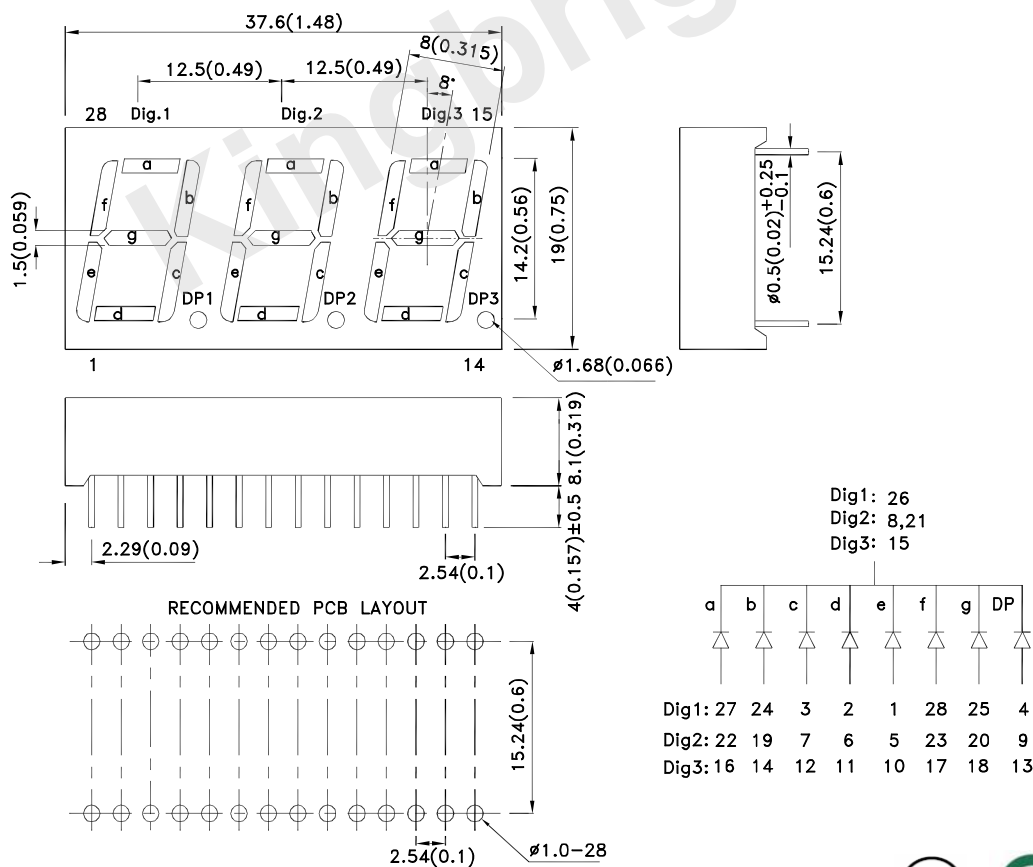 Kingbrig
37.6(1.48)
8(0.315)
12.5(0.49) 12.5(0.49)
8°
28 Dig.1 Dig.2 Dig.3 15
a a a
f b f b f b
g g g
e c e c e c
d d d
DP1 DP2 DP3
1.5(0.059)
14.2(0.56)
19(0.75)
ø0.5(0.02)+0.25
-0.1
15.24(0.6)
1 14
ø1.68(0.066)
8.1(0.319)
4(0.157)±0.5
2.29(0.09)
2.54(0.1)
RECOMMENDED PCB LAYOUT
15.24(0.6)
2.54(0.1)
ø1.0-28
Dig1: 26
Dig2: 8,21
Dig3: 15
a b c d e f g DP
Dig1: 27 24 3 2 1 28 25 4
Dig2: 22 19 7 6 5 23 20 9
Dig3: 16 14 12 11 10 17 18 13